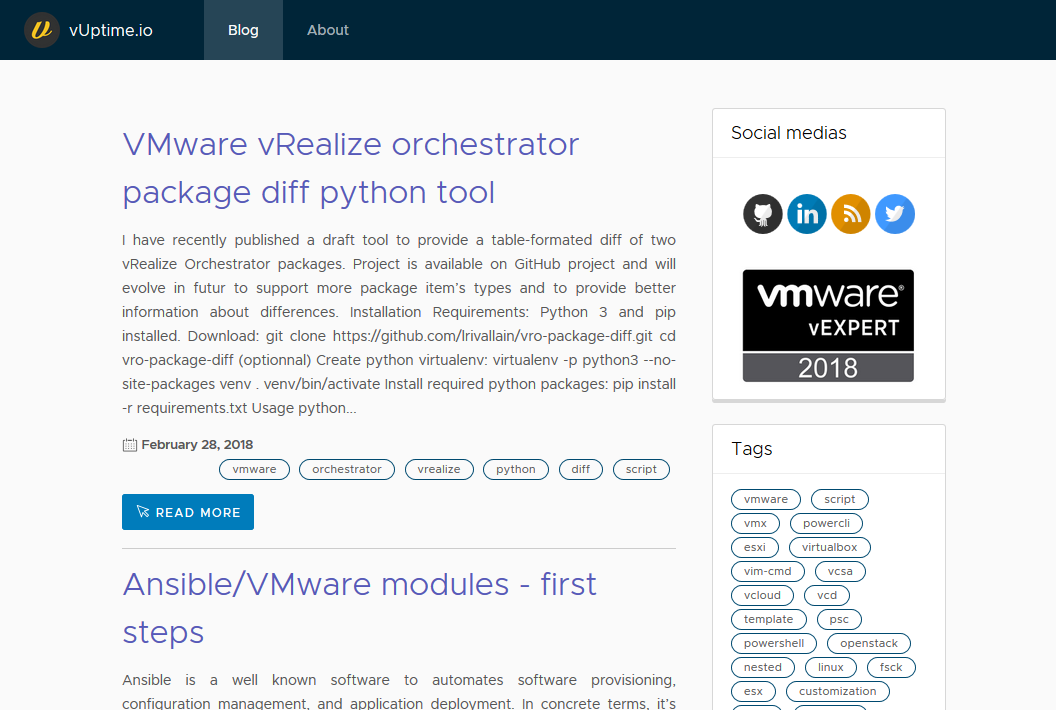 vUptime.io
Blog
About
VMware vRealize orchestrator
package diff python tool
I have recently published a draft tool to provide a table-formated diff of two
vRealize Orchestrator packages. Project is available on GitHub project and will
evolve in futur to support more package item's types and to provide better
information about differences. Installation Requirements: Python 3 and pip
installed. Download: git clone https://github.com/lrivallain/vro-package-diff.git cd
vro-package-diff (optionnal) Create python virtualenv: virtualenv -p python3 --no-
site-packages venv . venv/bin/activate Install required python packages: pip install
-r requirements.txt Usage python...
February 28, 2018
vmware orchestrator vrealize python diff script
READ MORE
Ansible/VMware modules - first
steps
Ansible is a well known software to automates software provisioning,
configuration management, and application deployment. In concrete terms, it's
Social medias
in
vmware®
vEXPERT
2018
Tags
vmware script
vmx powercli
esxi virtualbox
vim-cmd vcsa
vcloud vcd
template psc
powershell openstack
nested linux fsck
esx customization